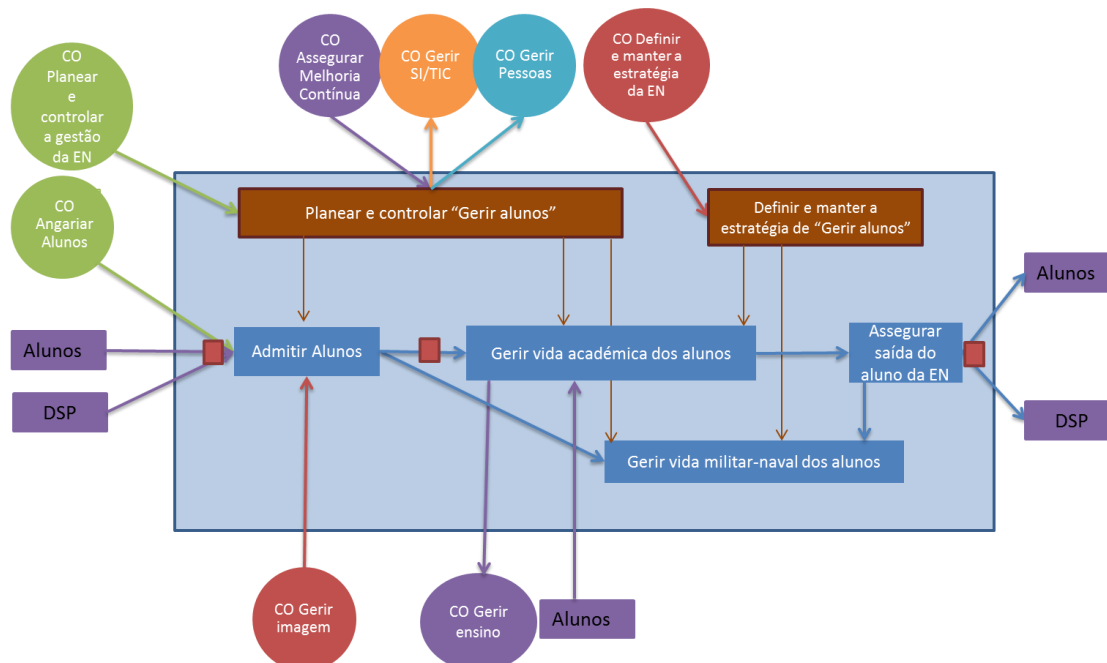 CO
Planear
e
controlar
a gestão
da EN
CO
Assegurar
Melhoria
Contínua
CO Gerir
SI/TIC
CO Gerir
Pessoas
CO Definir
e manter a
estratégia
da EN
CO
Angariar
Alunos
Planear e controlar “Gerir alunos”
Definir e manter a
estratégia de “Gerir alunos”
Alunos
Alunos
DSP
Admitir Alunos
Gerir vida académica dos alunos
Assegurar
saída do
aluno da EN
DSP
Gerir vida militar-naval dos alunos
CO Gerir
imagem
CO Gerir
ensino
Alunos